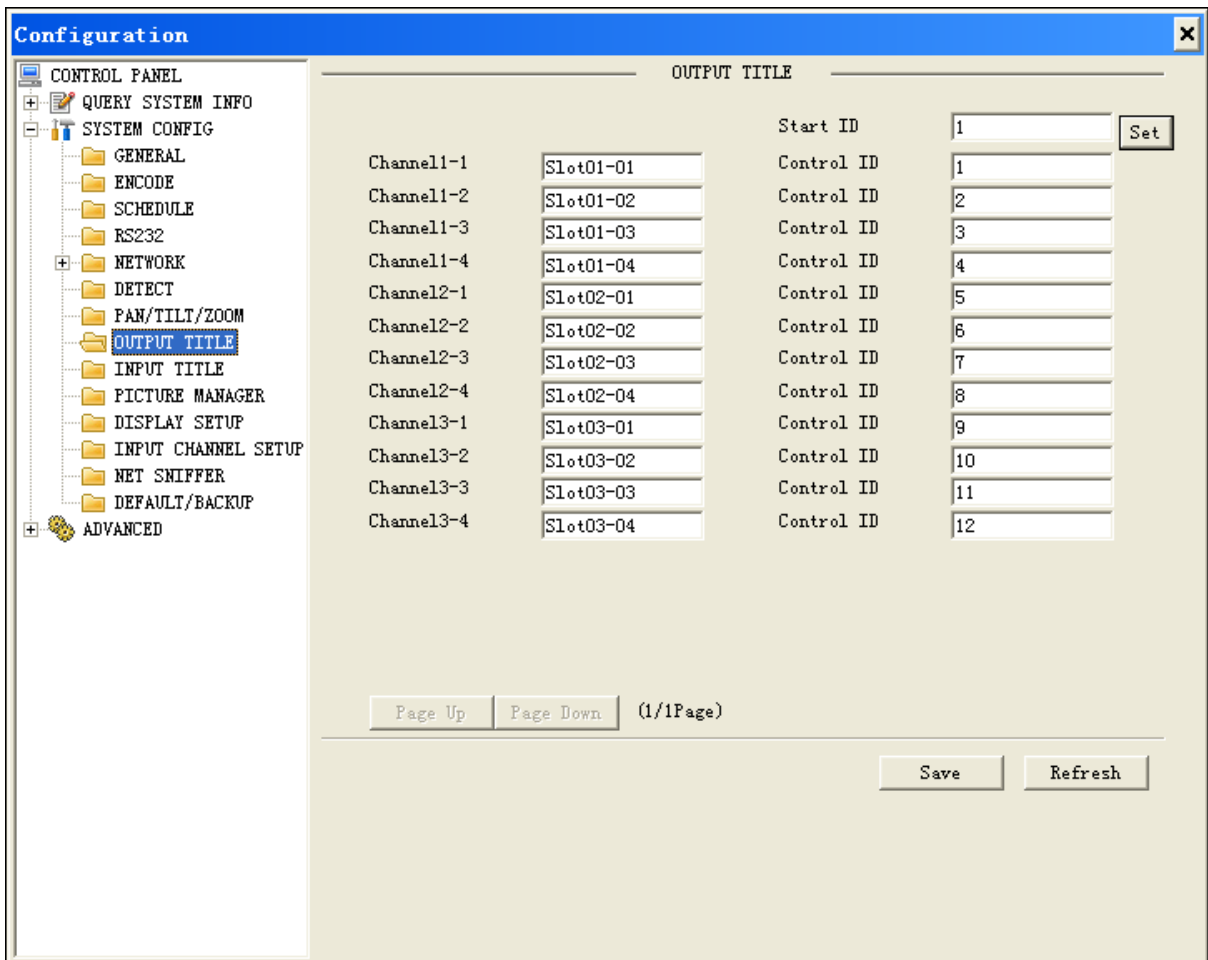 Configuration
CONTROL PANEL
QUERY SYSTEM INFO
SYSTEM CONFIG
GENERAL
ENCODE
SCHEDULE
RS232
NETWORK
DETECT
PAN/TILT/ZOOM
OUTPUT TITLE
INPUT TITLE
PICTURE MANAGER
DISPLAY SETUP
INPUT CHANNEL SETUP
NET SNIFFER
DEFAULT/BACKUP
ADVANCED
OUTPUT TITLE
Start ID 1 Set
Channel1-1 Slot01-01 Control ID 1
Channel1-2 Slot01-02 Control ID 2
Channel1-3 Slot01-03 Control ID 3
Channel1-4 Slot01-04 Control ID 4
Channel2-1 Slot02-01 Control ID 5
Channel2-2 Slot02-02 Control ID 6
Channel2-3 Slot02-03 Control ID 7
Channel2-4 Slot02-04 Control ID 8
Channel3-1 Slot03-01 Control ID 9
Channel3-2 Slot03-02 Control ID 10
Channel3-3 Slot03-03 Control ID 11
Channel3-4 Slot03-04 Control ID 12
Page Up Page Down (1/1Page)
Save Refresh